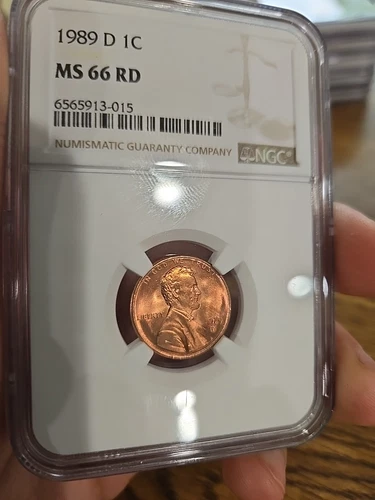 1989 D 1C
MS 66 RD
6565913-015
NUMISMATIC GUARANTY COMPANY
NGC
LIBERTY